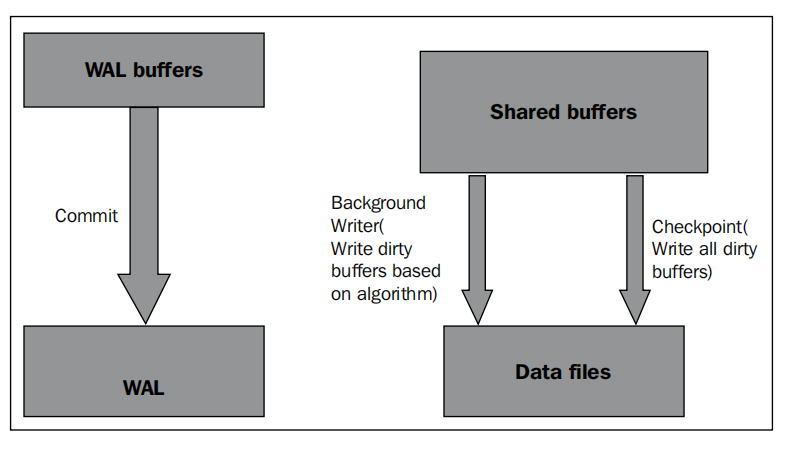 WAL buffers
Shared buffers
Commit
Background
Writer(
Write dirty
buffers based
on algorithm)
Checkpoint(
Write all dirty
buffers)
WAL
Data files